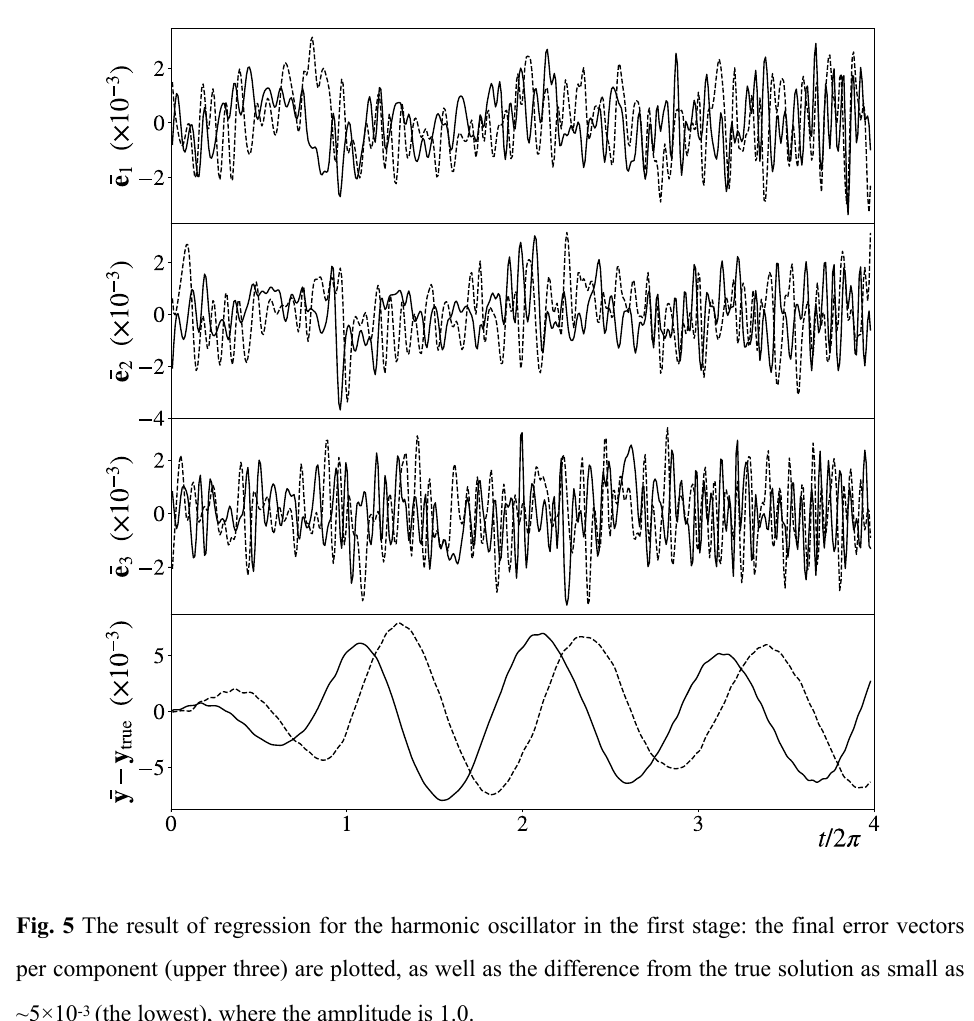 2
0
−2
ē₁ (×10⁻³)
2
0
−2
−4
ē₂ (×10⁻³)
2
0
−2
ē₃ (×10⁻³)
5
0
−5
ȳ − y_true (×10⁻³)
0 1 2 3 4
t/2π
Fig. 5 The result of regression for the harmonic oscillator in the first stage: the final error vectors
per component (upper three) are plotted, as well as the difference from the true solution as small as
~5×10⁻³ (the lowest), where the amplitude is 1.0.